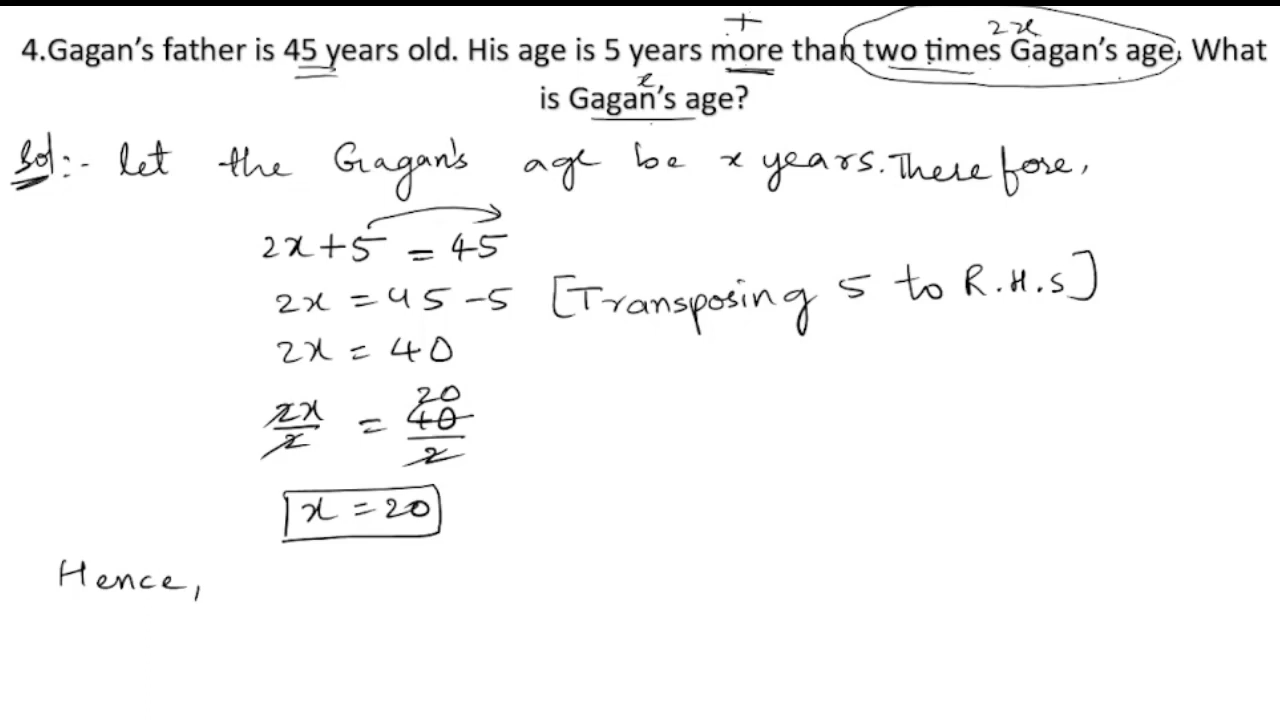 +
2x
4.Gagan's father is 45 years old. His age is 5 years more than two times Gagan's age. What
x
is Gagan's age?
Sol:- let the Gagan's age be x years. Therefore,
2x+5 = 45
2x = 45 -5 [Transposing 5 to R.H.S]
2x = 40
20
2x/2 = 40/2
x = 20
Hence,